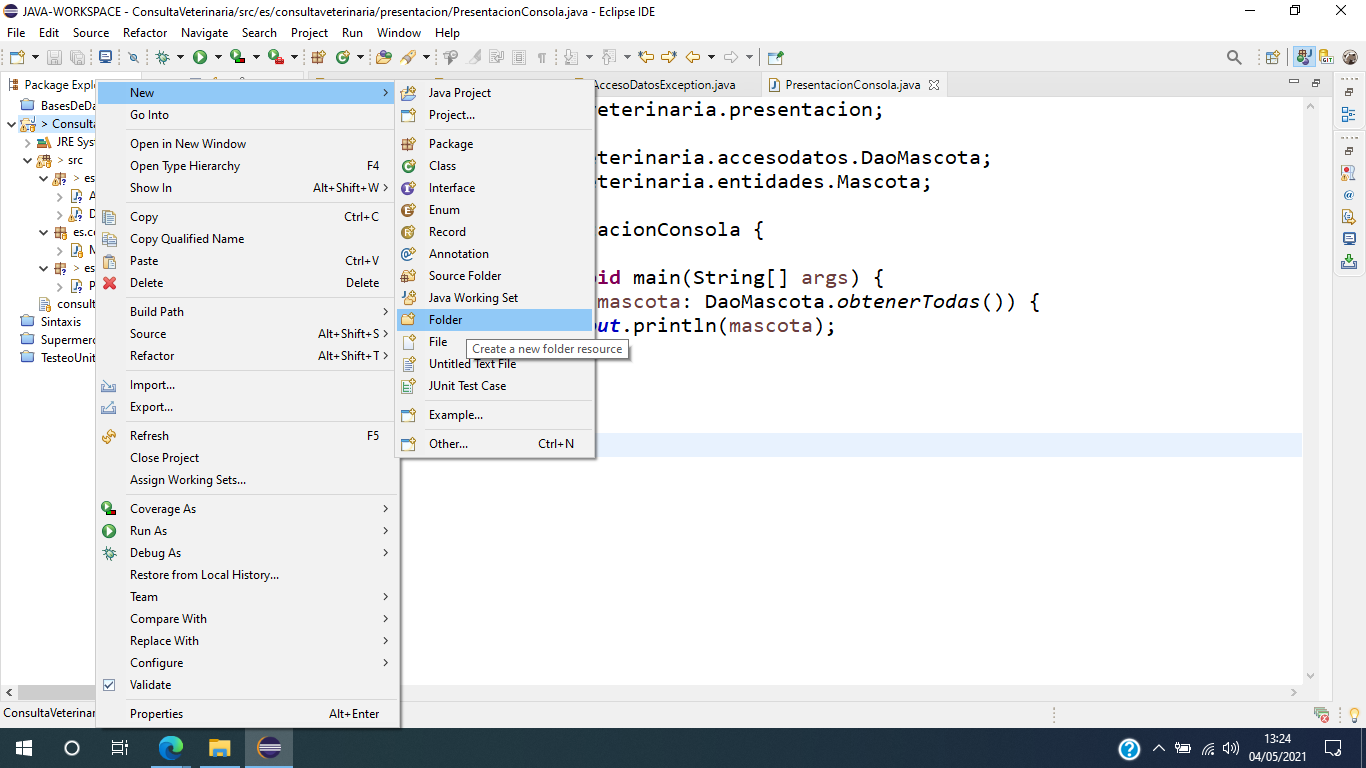 JAVA-WORKSPACE - ConsultaVeterinaria/src/es/consultaveterinaria/presentacion/PresentacionConsola.java - Eclipse IDE
File Edit Source Refactor Navigate Search Project Run Window Help
Package Expl
BasesDeDa
> Consulta
JRE Sys
> src
> es
A
D
es.co
M
> es
P
consult
Sintaxis
Supermerc
TesteoUnit
New
Go Into
Open in New Window
Open Type Hierarchy F4
Show In Alt+Shift+W >
Copy Ctrl+C
Copy Qualified Name
Paste Ctrl+V
Delete Delete
Build Path
Source Alt+Shift+S >
Refactor Alt+Shift+T >
Import...
Export...
Refresh F5
Close Project
Assign Working Sets...
Coverage As
Run As
Debug As
Restore from Local History...
Team
Compare With
Replace With
Configure
Validate
Properties Alt+Enter
Java Project
Project...
Package
Class
Interface
Enum
Record
Annotation
Source Folder
Java Working Set
Folder
File
Create a new folder resource
Untitled Text File
JUnit Test Case
Example...
Other... Ctrl+N
AccesoDatosException.java
PresentacionConsola.java
eterinaria.presentacion;
eterinaria.accesodatos.DaoMascota;
eterinaria.entidades.Mascota;
acionConsola {
id main(String[] args) {
mascota: DaoMascota.obtenerTodas()) {
ut.println(mascota);
ConsultaVeterinar
13:24
04/05/2021